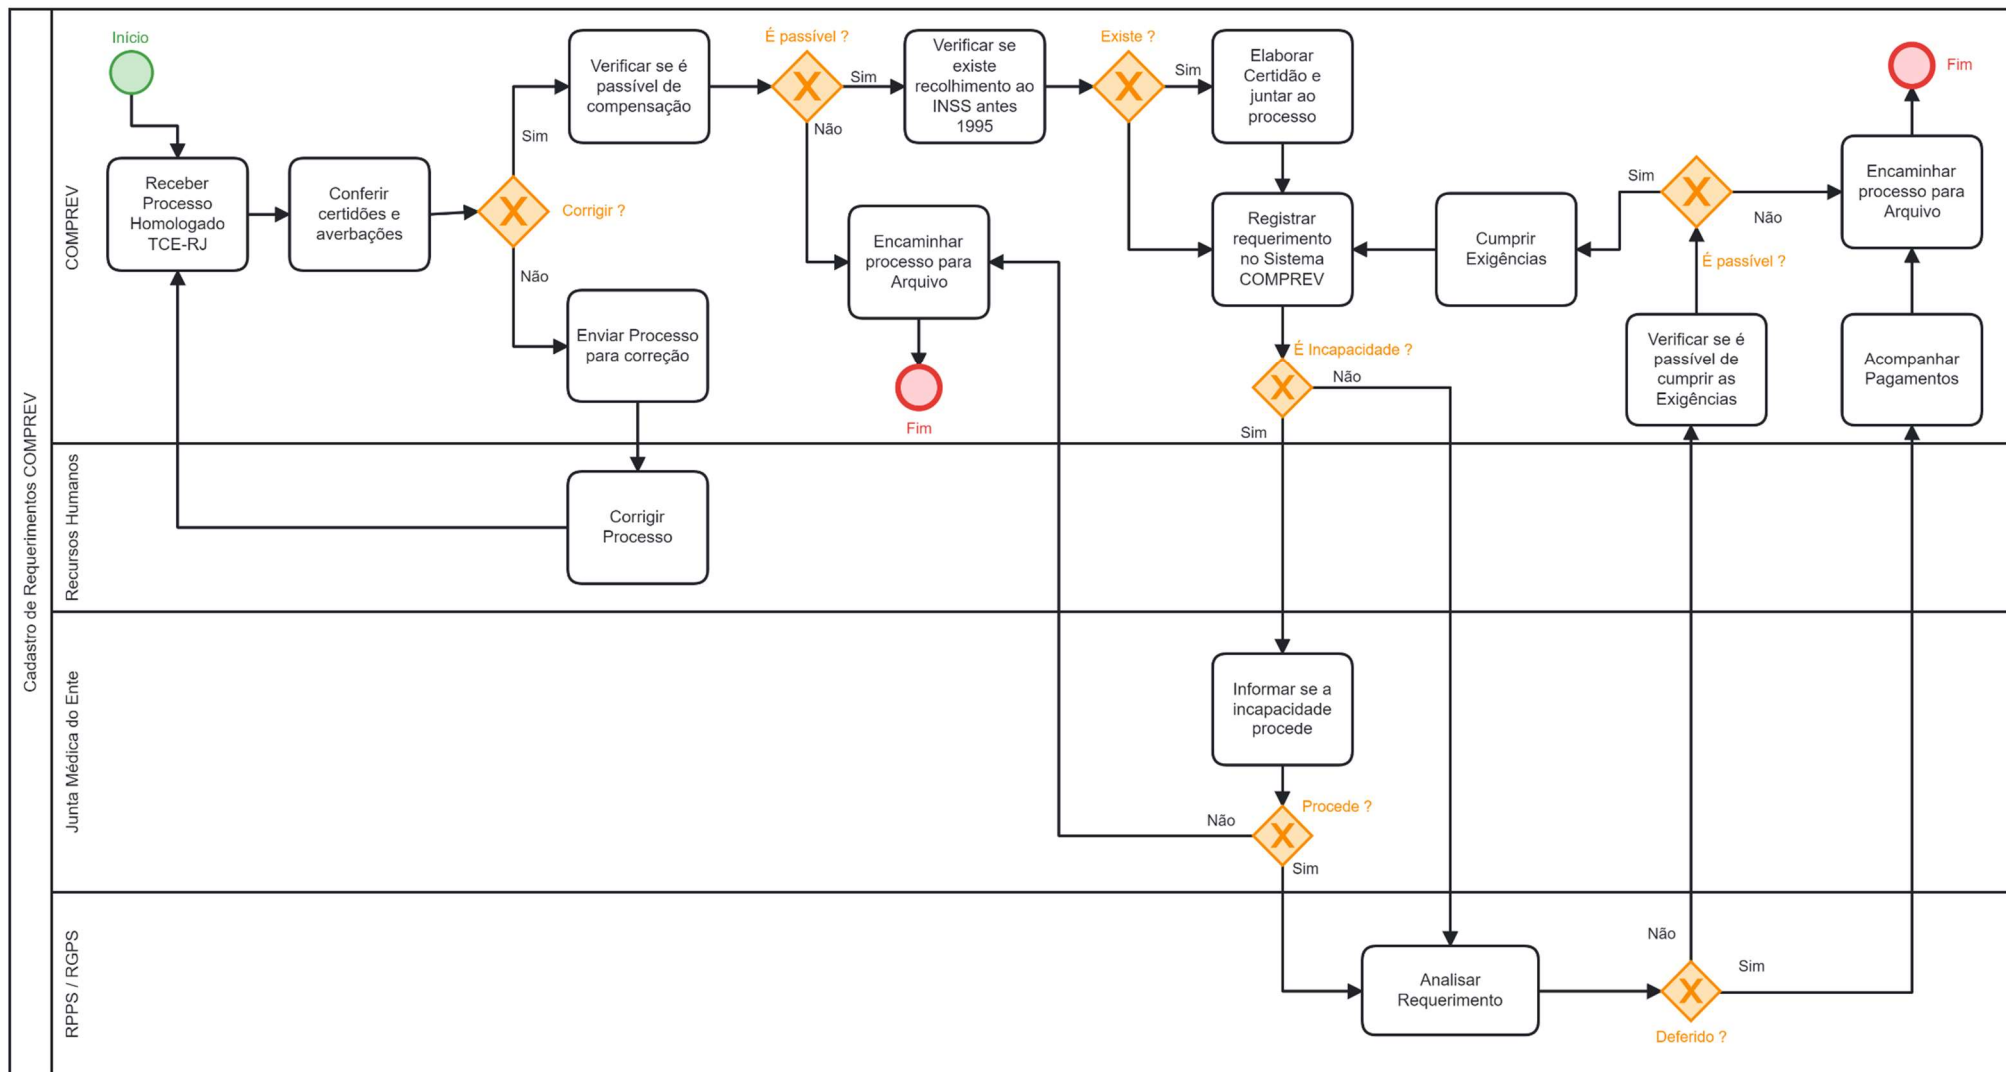 Cadastro de Requerimentos COMPREV
COMPREV
Início
Receber
Processo
Homologado
TCE-RJ
Conferir
certidões e
averbações
Corrigir ?
Sim
Não
Verificar se é
passível de
compensação
Enviar Processo
para correção
É passível ?
Sim
Não
Verificar se
existe
recolhimento ao
INSS antes
1995
Encaminhar
processo para
Arquivo
Fim
Existe ?
Sim
Elaborar
Certidão e
juntar ao
processo
Registrar
requerimento
no Sistema
COMPREV
É Incapacidade ?
Não
Sim
Cumprir
Exigências
Sim
Não
É passível ?
Verificar se é
passível de
cumprir as
Exigências
Fim
Encaminhar
processo para
Arquivo
Acompanhar
Pagamentos
Recursos Humanos
Corrigir
Processo
Junta Médica do Ente
Informar se a
incapacidade
procede
Procede ?
Não
Sim
RPPS / RGPS
Analisar
Requerimento
Não
Sim
Deferido ?